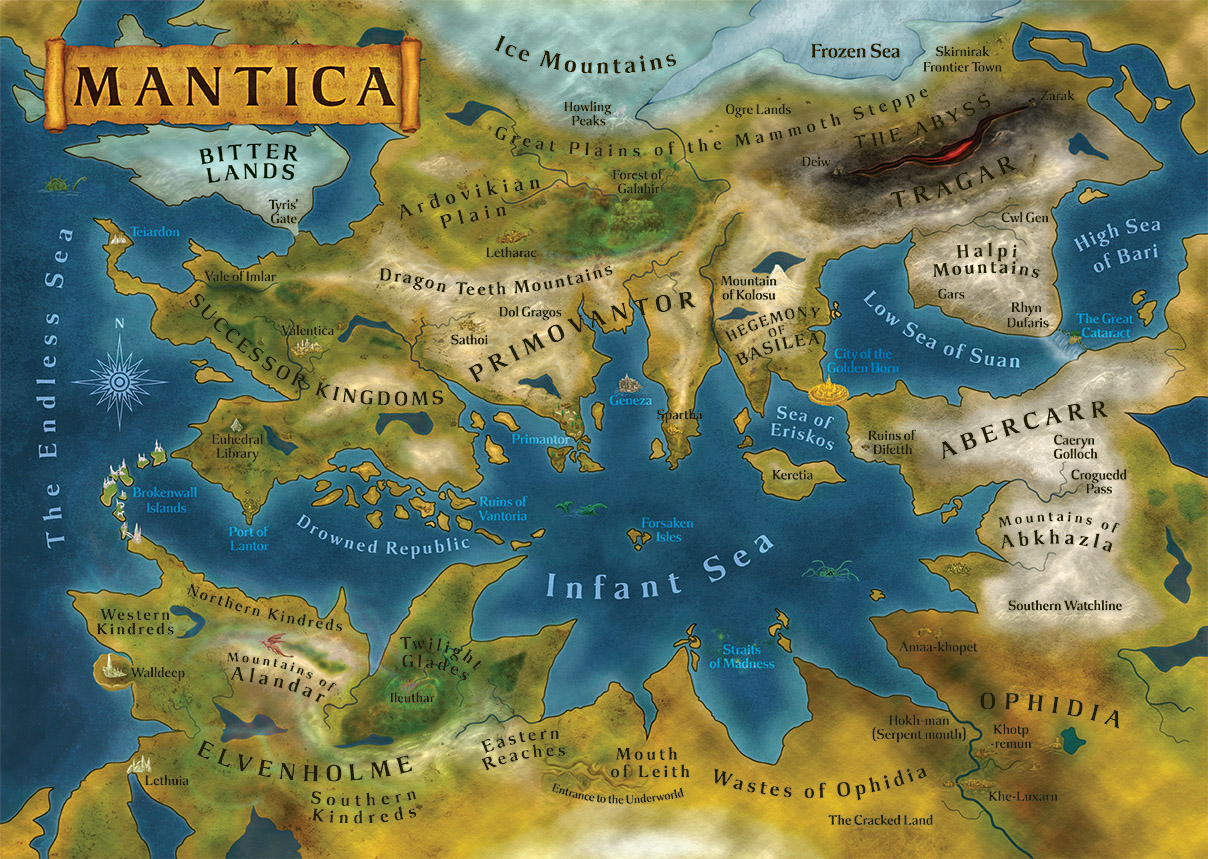 MANTICA
Ice Mountains
Frozen Sea
Skirnirak
Frontier Town
Howling
Peaks
Ogre Lands
Zarak
Great Plains of the Mammoth Steppe
THE ABYSS
Deiw
TRAGAR
BITTER
LANDS
Tyris'
Gate
Ardovikian
Plain
Forest of
Galahir
Letharac
Cwl Gen
High Sea
of Bari
Halpi
Mountains
Gars
Rhyn
Dufaris
The Great
Cataract
Teiardon
The Endless Sea
Vale of Imlar
Dragon Teeth Mountains
Dol Gragos
Mountain
of Kolosu
Low Sea of Suan
N
SUCCESSOR KINGDOMS
Valentica
Sathoi
PRIMOVANTOR
HEGEMONY
OF
BASILEA
City of the
Golden Horn
Geneza
Spartha
Primantor
Sea of
Eriskos
ABERCARR
Ruins of
Difetth
Caeryn
Golloch
Croguedd
Pass
Euhedral
Library
Keretia
Brokenwall
Islands
Port of
Lantor
Ruins of
Vantoria
Drowned Republic
Forsaken
Isles
Mountains of
Abkhazla
Infant Sea
Southern Watchline
Northern Kindreds
Western
Kindreds
Walldeep
Mountains of
Alandar
Twilight
Glades
Ileuthar
Straits
of Madness
Amaa-khopet
OPHIDIA
Hokh-man
(Serpent mouth)
Khotp
-remun
ELVENHOLME
Eastern
Reaches
Mouth
of Leith
Entrance to the Underworld
Wastes of Ophidia
Lethuia
Southern
Kindreds
Khe-Luxarn
The Cracked Land